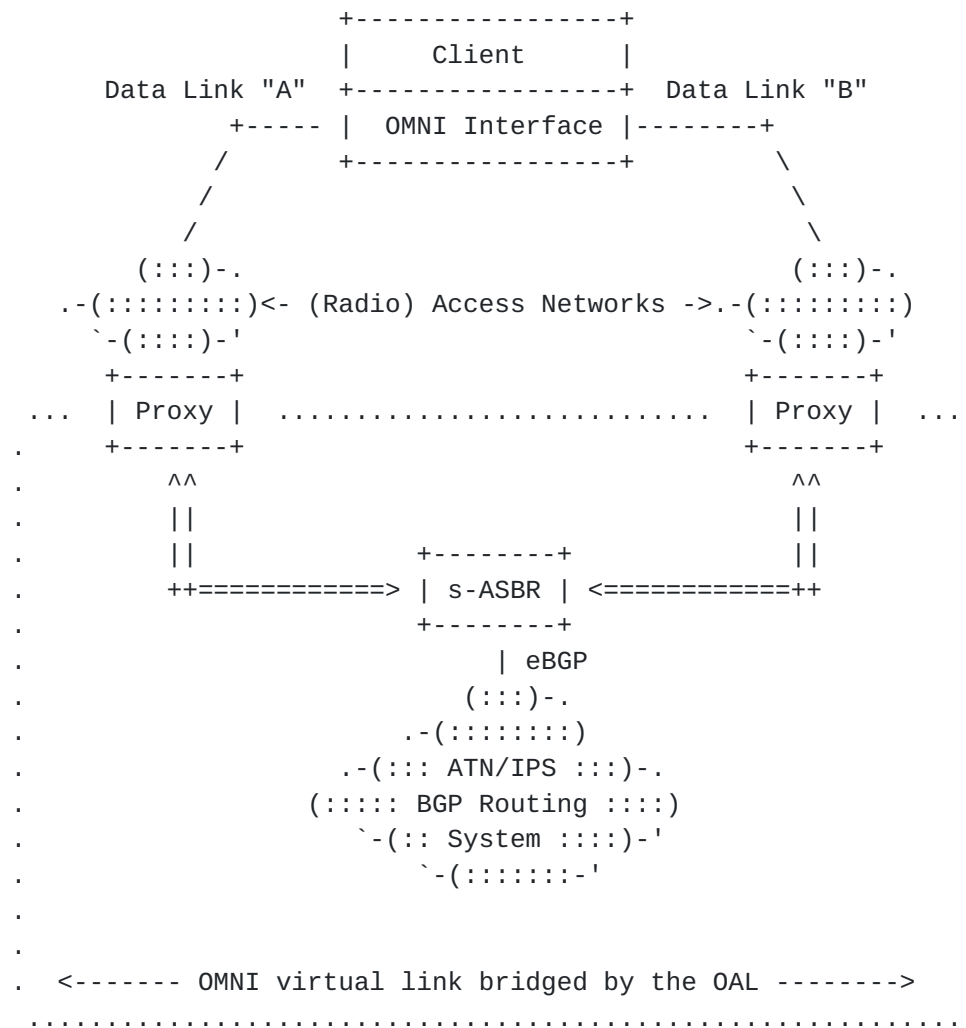 Client
Data Link "A" Data Link "B"
OMNI Interface
<- (Radio) Access Networks ->
Proxy Proxy
s-ASBR
eBGP
ATN/IPS
BGP Routing
System
<------- OMNI virtual link bridged by the OAL -------->